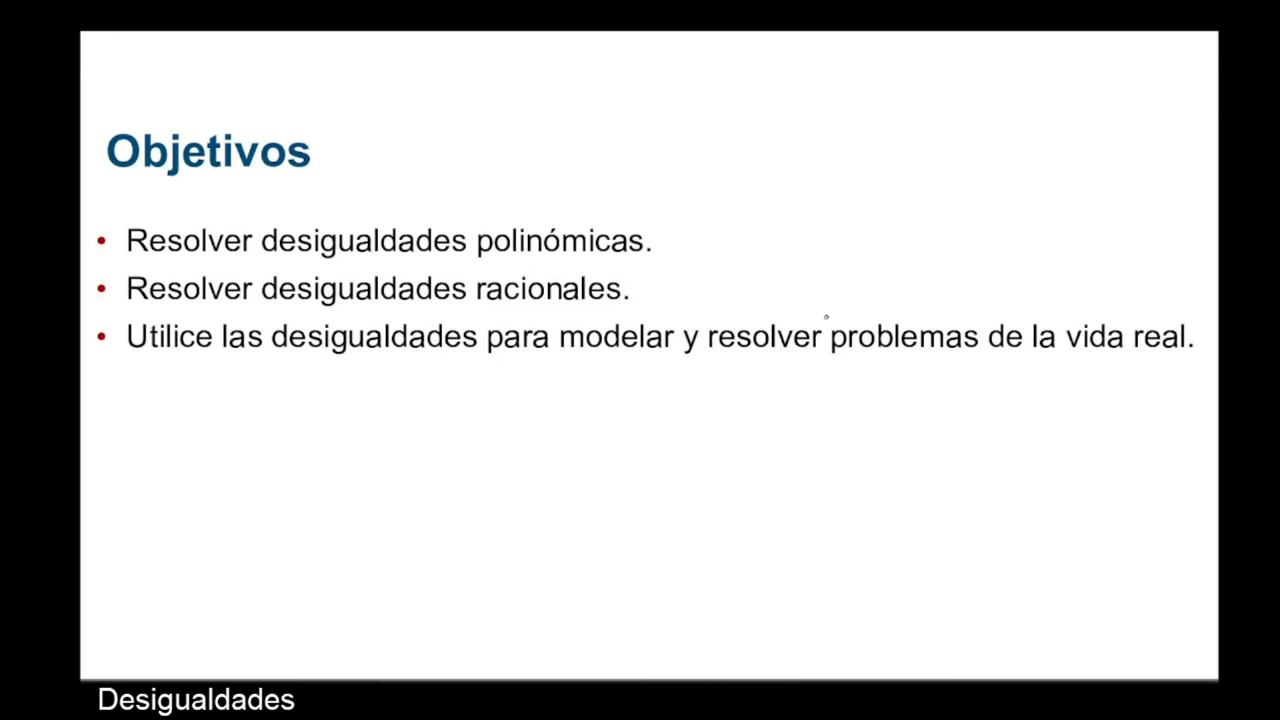 Objetivos
• Resolver desigualdades polinómicas.
• Resolver desigualdades racionales.
• Utilice las desigualdades para modelar y resolver problemas de la vida real.
Desigualdades